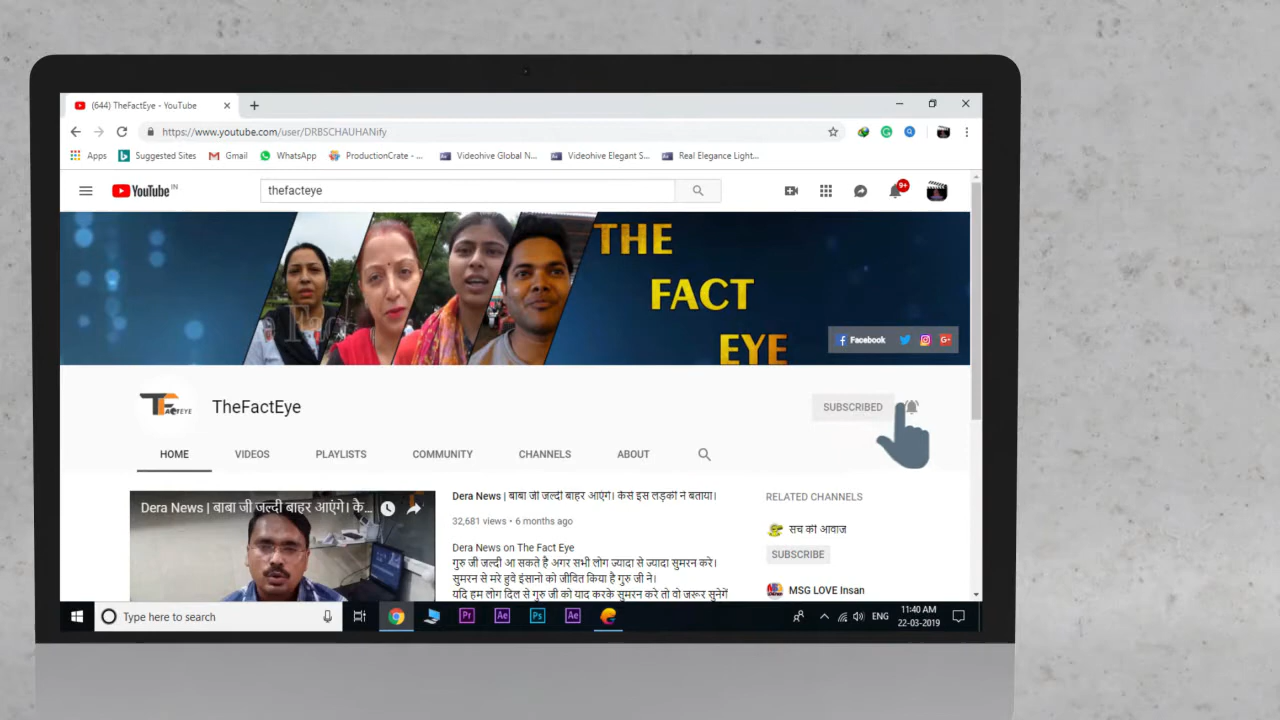 (644) TheFactEye - YouTube
https://www.youtube.com/user/DRBSCHAUHANify
Apps Suggested Sites Gmail WhatsApp ProductionCrate - ... Videohive Global N... Videohive Elegant S... Real Elegance Light...
YouTube IN
thefacteye
9+
THE
FACT
EYE
Facebook
G+
TheFactEye
SUBSCRIBED
HOME VIDEOS PLAYLISTS COMMUNITY CHANNELS ABOUT
Dera News | बाबा जी जल्दी बाहर आएंगे। कै...
Dera News | बाबा जी जल्दी बाहर आएंगे। कैसे इस लड़की ने बताया।
32,681 views • 6 months ago
Dera News on The Fact Eye
गुरु जी जल्दी आ सकते है अगर सभी लोग ज्यादा से ज्यादा सुमरन करे।
सुमरन से मरे हुवे इंसानो को जीवित किया है गुरु जी ने।
यदि हम लोग दिल से गुरु जी को याद करके सुमरन करे तो वो जरूर सुनेगें
RELATED CHANNELS
सच की आवाज
SUBSCRIBE
MSG LOVE Insan
Type here to search
Pr Ae Ps Ae
ENG
11:40 AM
22-03-2019